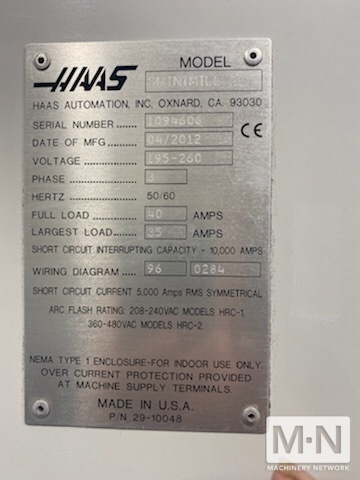 HAAS
MODEL
MINIMILL
HAAS AUTOMATION, INC, OXNARD, CA. 93030
SERIAL NUMBER ........... 1094606
CE
DATE OF MFG ............. 04/2012
VOLTAGE .................. 195-260
PHASE ..................... 3
HERTZ 50/60
FULL LOAD ............... 40 AMPS
LARGEST LOAD.... 35 AMPS
SHORT CIRCUIT INTERRUPTING CAPACITY - 10,000 AMPS
WIRING DIAGRAM ...... 96 0284
SHORT CIRCUIT CURRENT 5,000 Amps RMS SYMMETRICAL
ARC FLASH RATING: 208-240VAC MODELS HRC-1,
360-480VAC MODELS HRC-2
NEMA TYPE 1 ENCLOSURE-FOR INDOOR USE ONLY.
OVER CURRENT PROTECTION PROVIDED
AT MACHINE SUPPLY TERMINALS.
MADE IN U.S.A.
P/N 29-10048
M·N
MACHINERY NETWORK